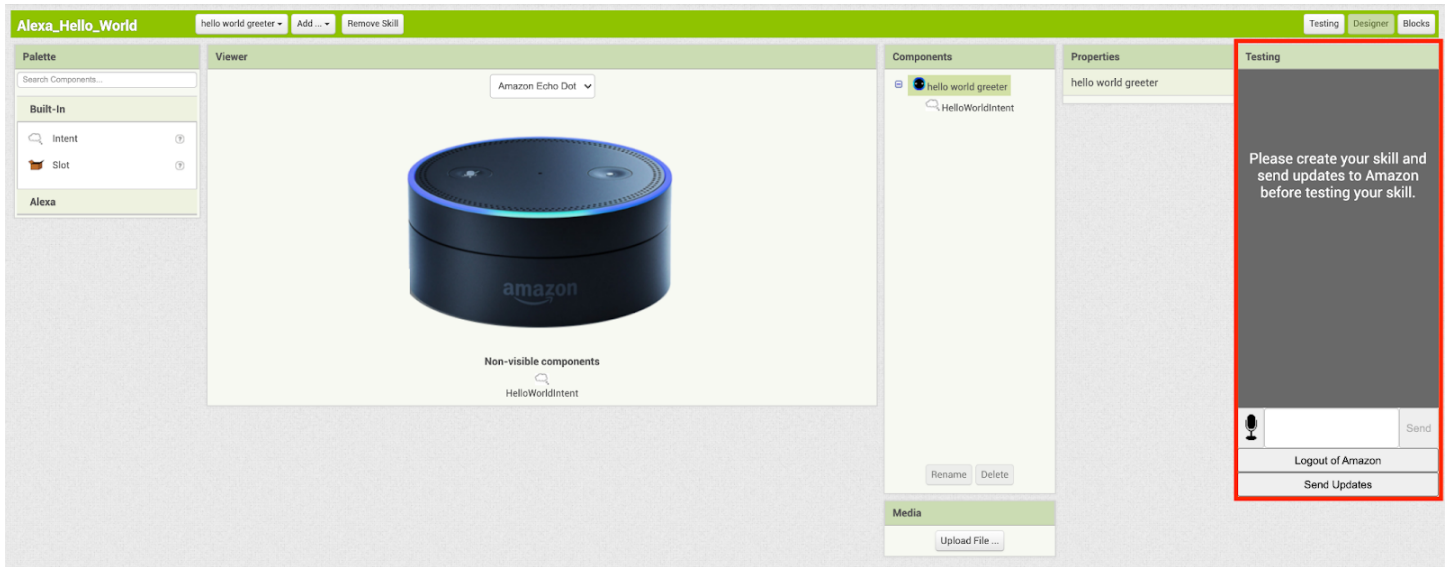 Alexa_Hello_World
hello world greeter
Add ...
Remove Skill
Testing
Designer
Blocks
Palette
Search Components...
Built-In
Intent
?
Slot
?
Alexa
Viewer
Amazon Echo Dot
amazon
Non-visible components
HelloWorldIntent
Components
hello world greeter
HelloWorldIntent
Rename
Delete
Media
Upload File ...
Properties
hello world greeter
Testing
Please create your skill and
send updates to Amazon
before testing your skill.
Send
Logout of Amazon
Send Updates